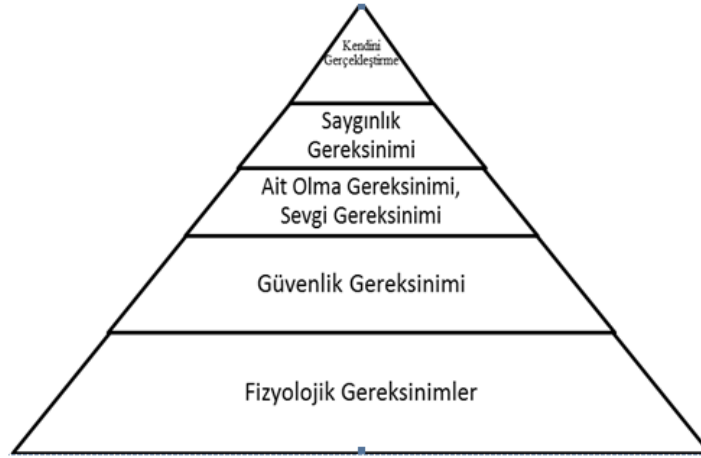 Kendini
Gerçekleştirme
Saygınlık
Gereksinimi
Ait Olma Gereksinimi,
Sevgi Gereksinimi
Güvenlik Gereksinimi
Fizyolojik Gereksinimler